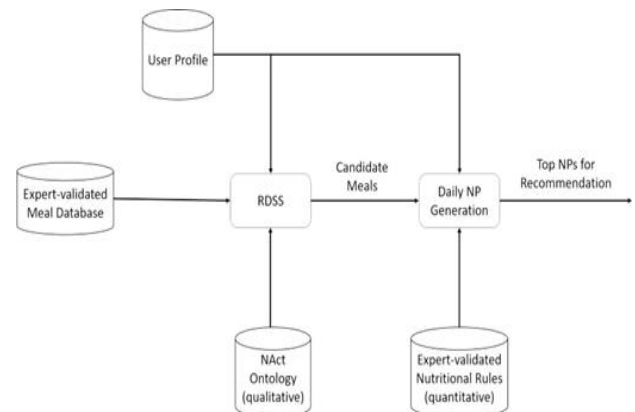 User Profile
Expert-validated
Meal Database
RDSS
Candidate
Meals
Daily NP
Generation
Top NPs for
Recommendation
NAct
Ontology
(qualitative)
Expert-validated
Nutritional Rules
(quantitative)